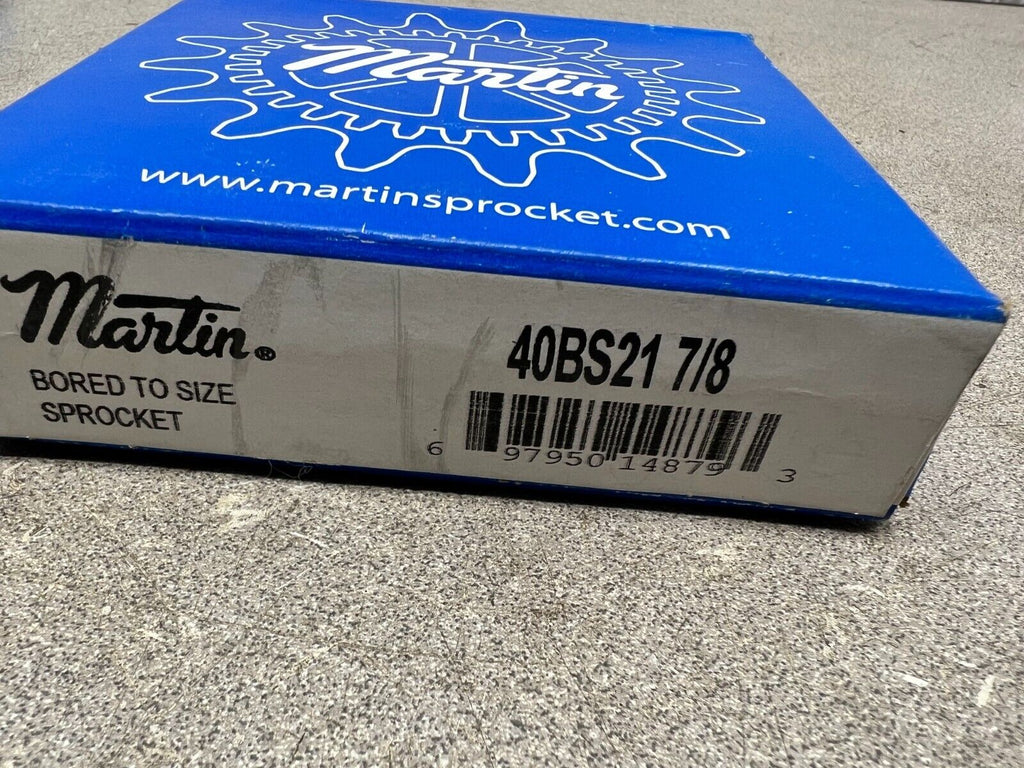 Martin
www.martinsprocket.com
Martin®
BORED TO SIZE
SPROCKET
40BS21 7/8
6 97950 14879 3